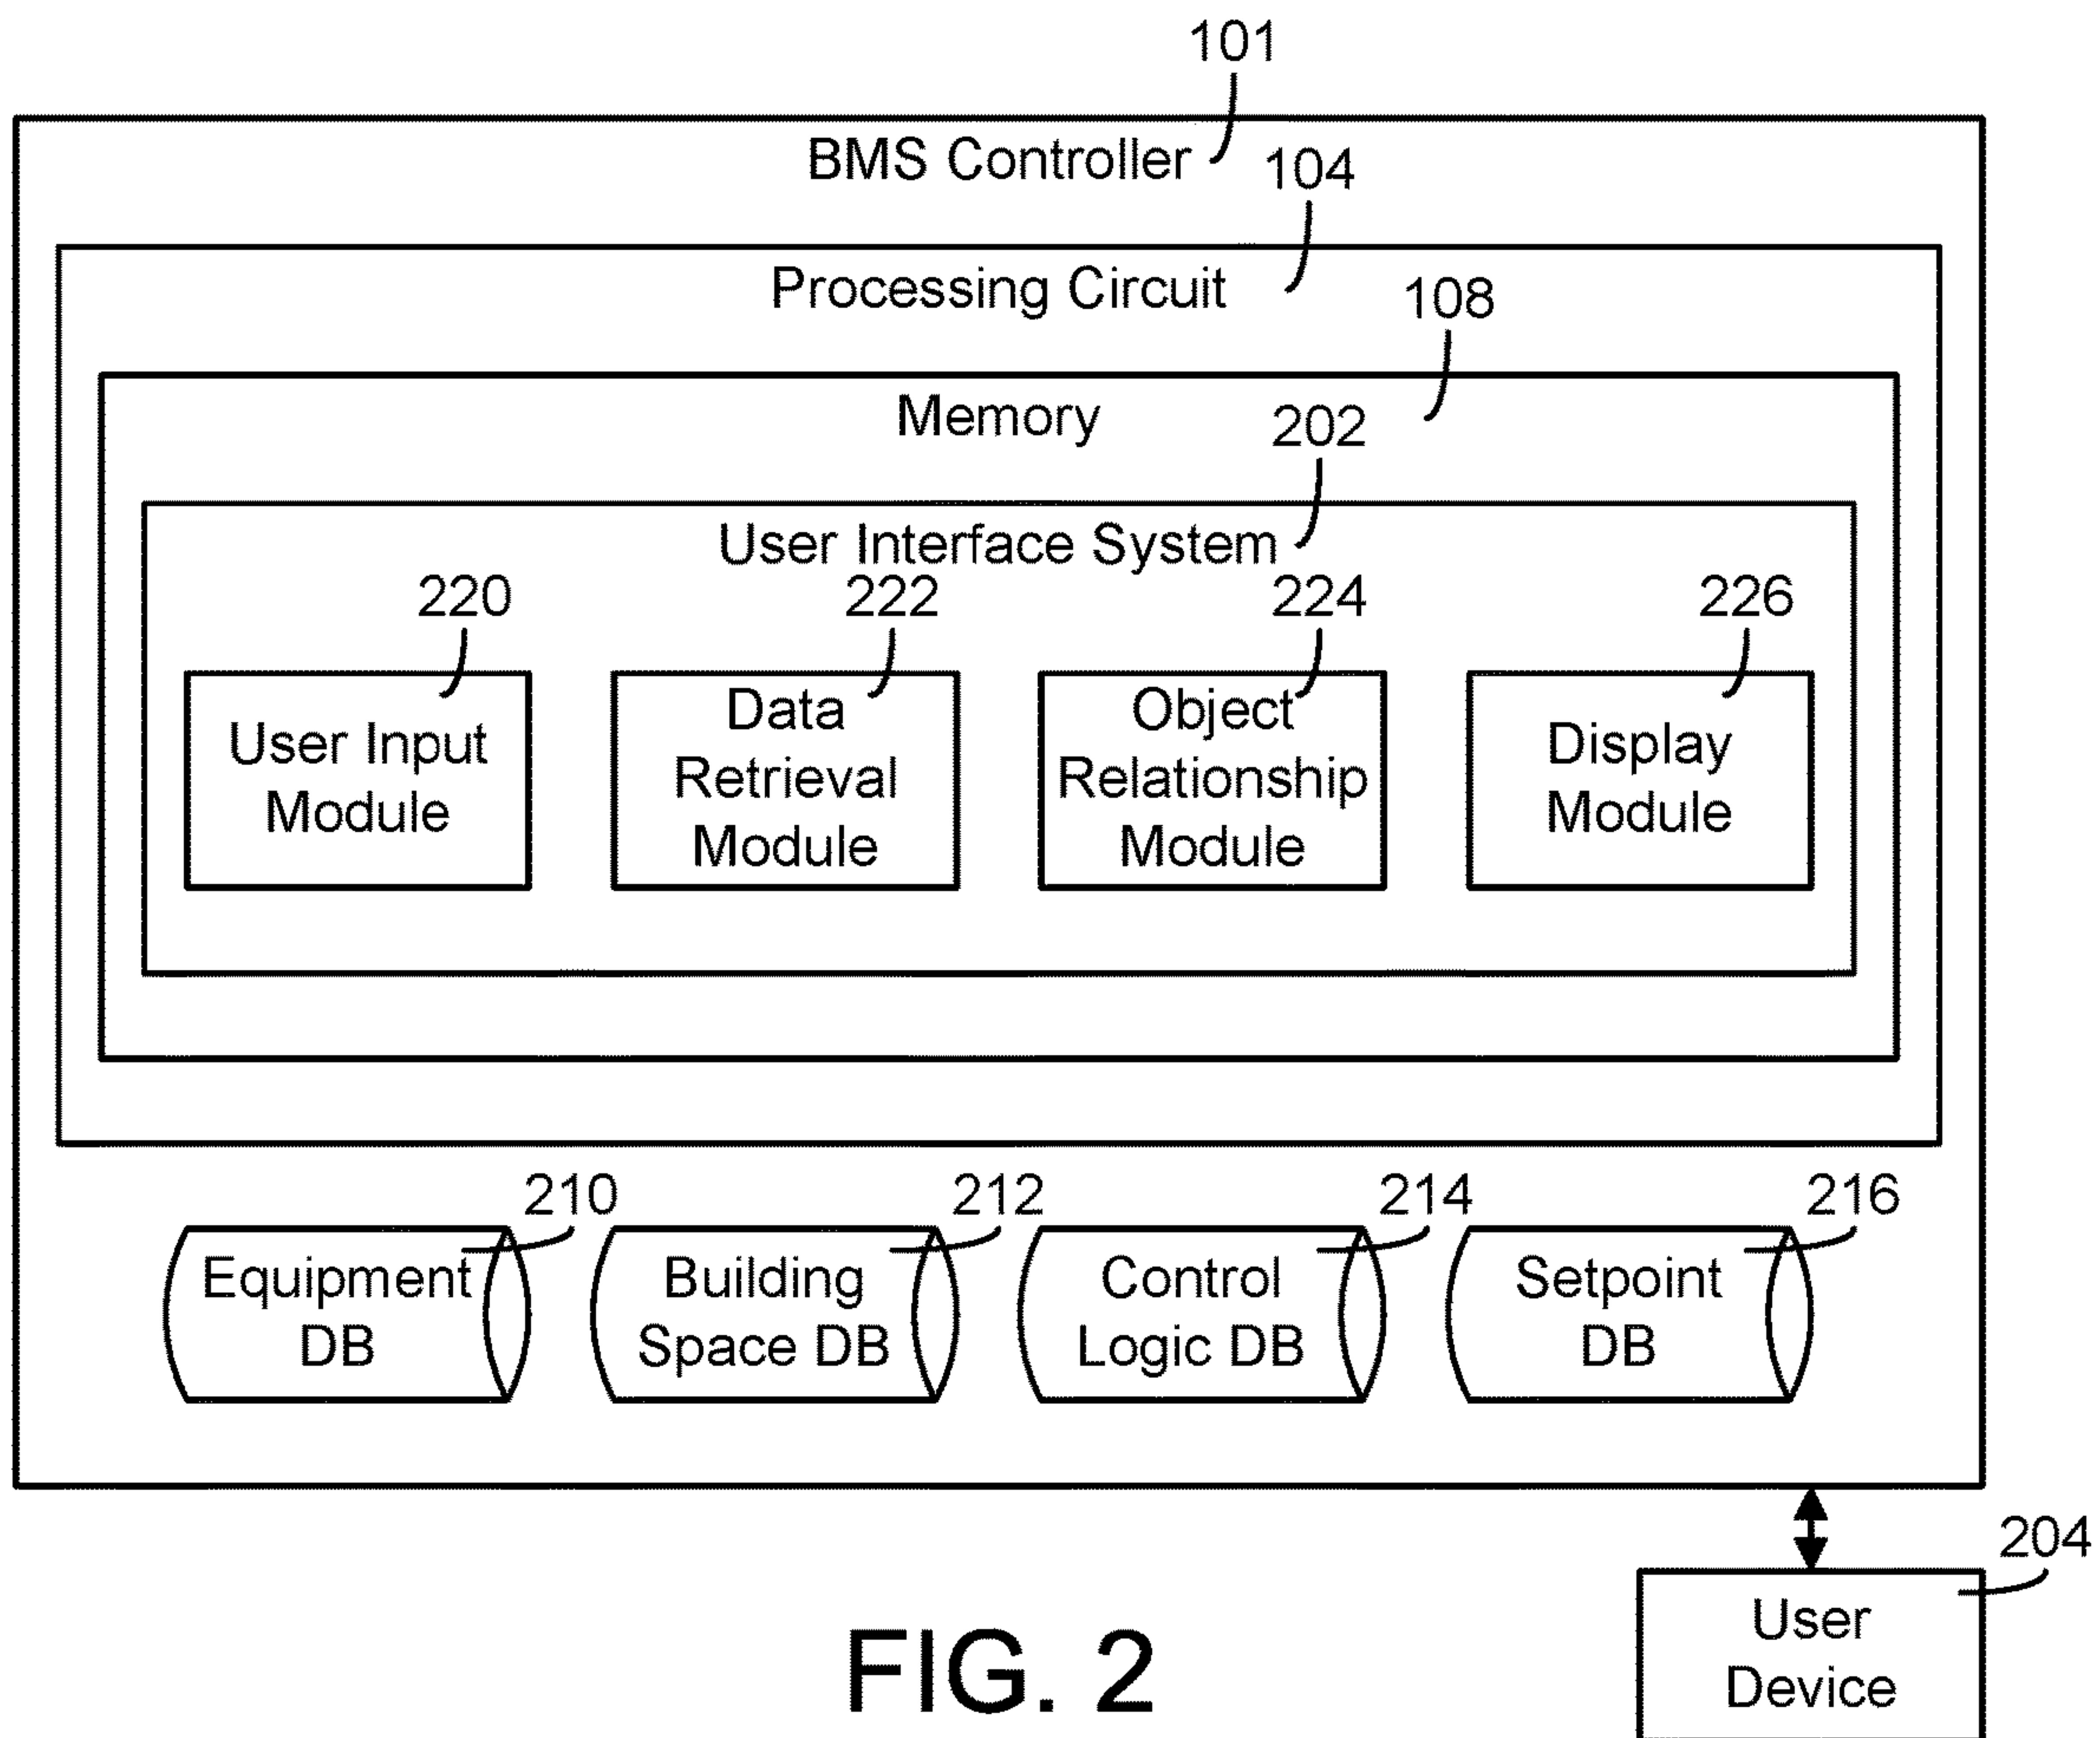 101
BMS Controller
104
Processing Circuit
108
Memory
202
User Interface System
220
222
224
226
User Input
Module
Data
Retrieval
Module
Object
Relationship
Module
Display
Module
210
212
214
216
Equipment
DB
Building
Space DB
Control
Logic DB
Setpoint
DB
204
User
Device
FIG. 2